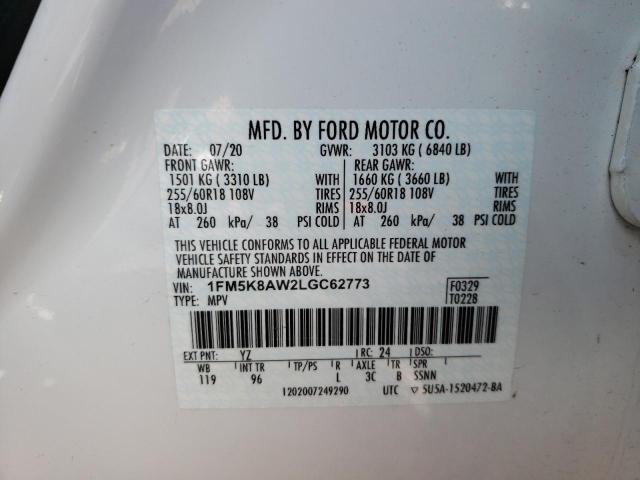 MFD. BY FORD MOTOR CO.
DATE: 07/20 GVWR: 3103 KG ( 6840 LB)
FRONT GAWR: REAR GAWR:
1501 KG ( 3310 LB) WITH 1660 KG ( 3660 LB) WITH
255/60R18 108V TIRES 255/60R18 108V TIRES
18x8.0J RIMS 18x8.0J RIMS
AT 260 kPa/ 38 PSI COLD AT 260 kPa/ 38 PSI COLD
THIS VEHICLE CONFORMS TO ALL APPLICABLE FEDERAL MOTOR
VEHICLE SAFETY STANDARDS IN EFFECT ON THE DATE OF
MANUFACTURE SHOWN ABOVE.
VIN: 1FM5K8AW2LGC62773 F0329
TYPE: MPV T0228
EXT PNT: YZ RC: 24 DSO:
WB INT TR TP/PS R AXLE TR SPR
119 96 L 3C B SSNN
1202007249290 UTC ▽ 5U5A-1520472-BA